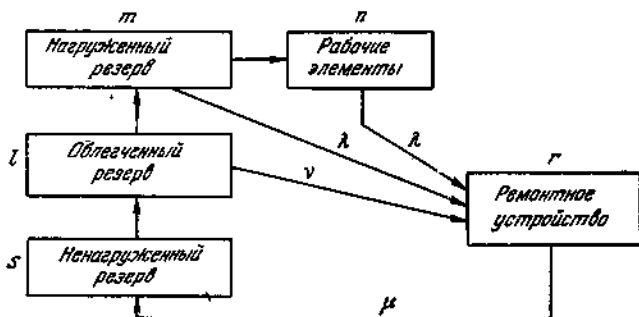 m
n
Нагруженный
резерв
Рабочие
элементы
l
Облегченный
резерв
λ
λ
ν
r
Ремонтное
устройство
s
Ненагруженный
резерв
μ